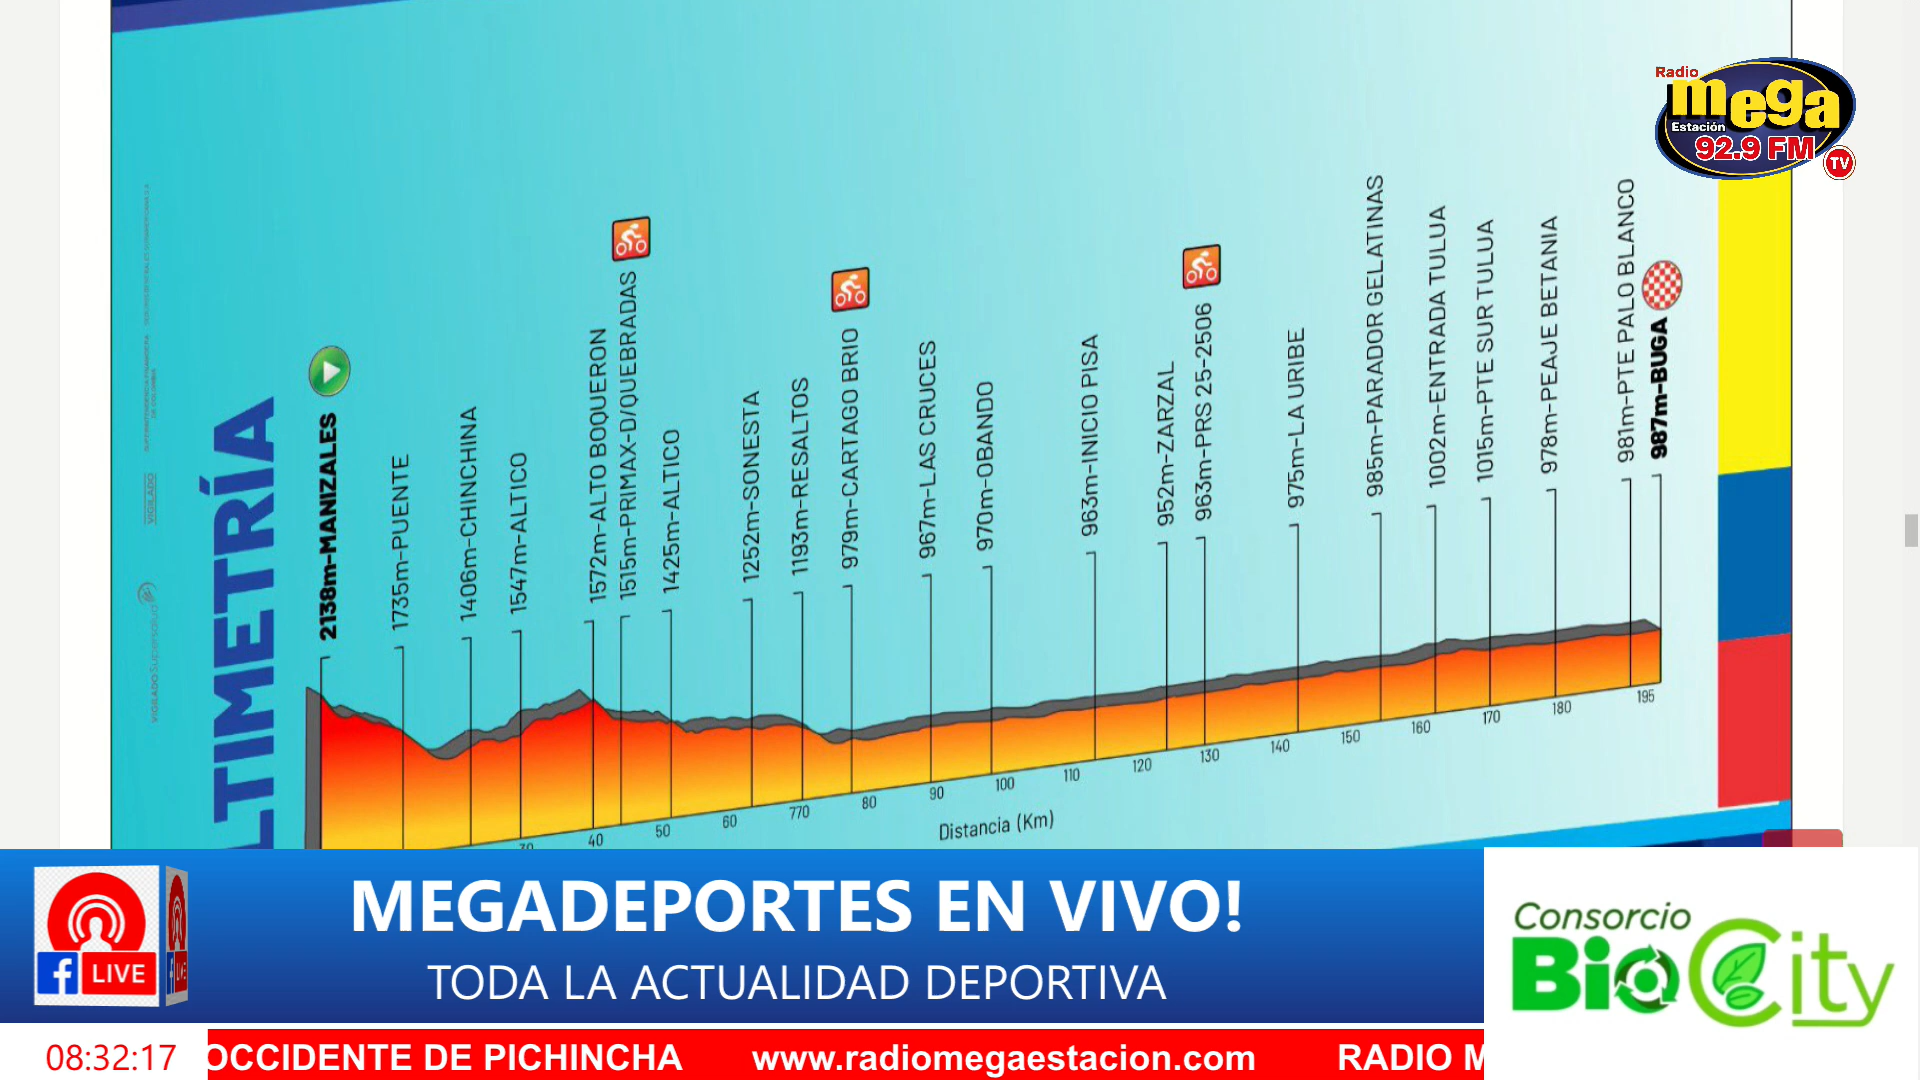 Radio
mega
Estación
92.9 FM
TV
ALTIMETRÍA
VIGILADO
VIGILADO Supersolidaria
2138m-MANIZALES
1735m-PUENTE
1406m-CHINCHINA
1547m-ALTICO
1572m-ALTO BOQUERON
1515m-PRIMAX-D/QUEBRADAS
1425m-ALTICO
1252m-SONESTA
1193m-RESALTOS
979m-CARTAGO BRIO
967m-LAS CRUCES
970m-OBANDO
963m-INICIO PISA
952m-ZARZAL
963m-PRS 25-2506
975m-LA URIBE
985m-PARADOR GELATINAS
1002m-ENTRADA TULUA
1015m-PTE SUR TULUA
978m-PEAJE BETANIA
981m-PTE PALO BLANCO
987m-BUGA
30 40 50 60 770 80 90 100 110 120 130 140 150 160 170 180 195
Distancia (Km)
LIVE
MEGADEPORTES EN VIVO!
TODA LA ACTUALIDAD DEPORTIVA
Consorcio
BioCity
08:32:17
OCCIDENTE DE PICHINCHA www.radiomegaestacion.com RADIO M